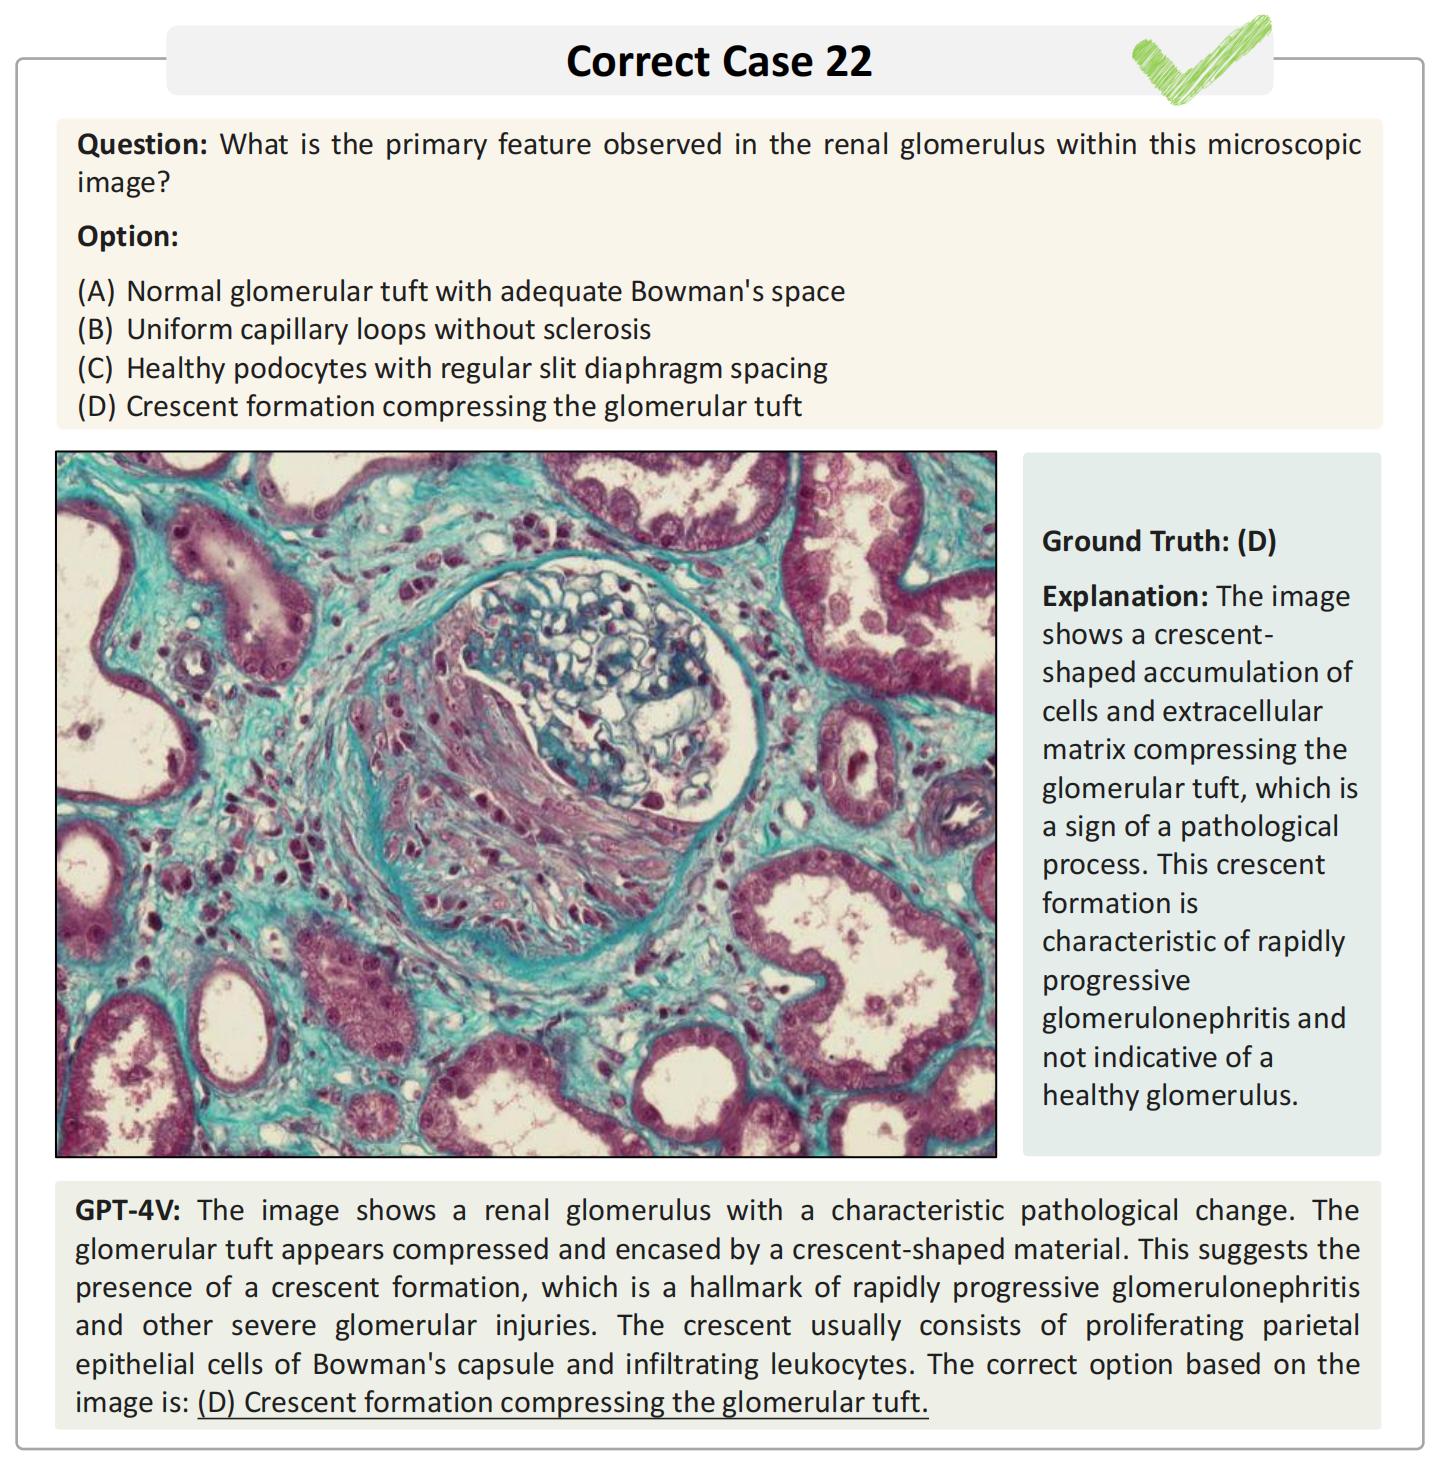 Correct Case 22
Question: What is the primary feature observed in the renal glomerulus within this microscopic
image?
Option:
(A) Normal glomerular tuft with adequate Bowman's space
(B) Uniform capillary loops without sclerosis
(C) Healthy podocytes with regular slit diaphragm spacing
(D) Crescent formation compressing the glomerular tuft
Ground Truth: (D)
Explanation: The image
shows a crescent-
shaped accumulation of
cells and extracellular
matrix compressing the
glomerular tuft, which is
a sign of a pathological
process. This crescent
formation is
characteristic of rapidly
progressive
glomerulonephritis and
not indicative of a
healthy glomerulus.
GPT-4V: The image shows a renal glomerulus with a characteristic pathological change. The
glomerular tuft appears compressed and encased by a crescent-shaped material. This suggests the
presence of a crescent formation, which is a hallmark of rapidly progressive glomerulonephritis
and other severe glomerular injuries. The crescent usually consists of proliferating parietal
epithelial cells of Bowman's capsule and infiltrating leukocytes. The correct option based on the
image is: (D) Crescent formation compressing the glomerular tuft.